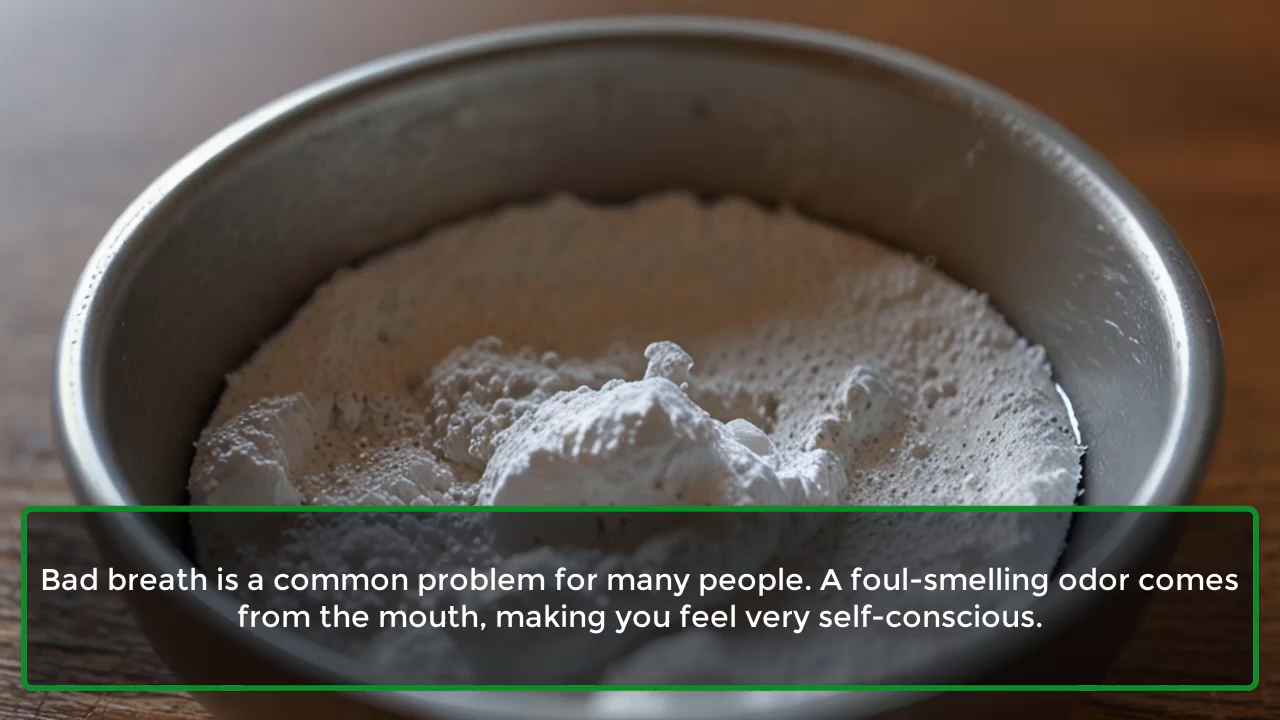 Bad breath is a common problem for many people. A foul-smelling odor comes
from the mouth, making you feel very self-conscious.